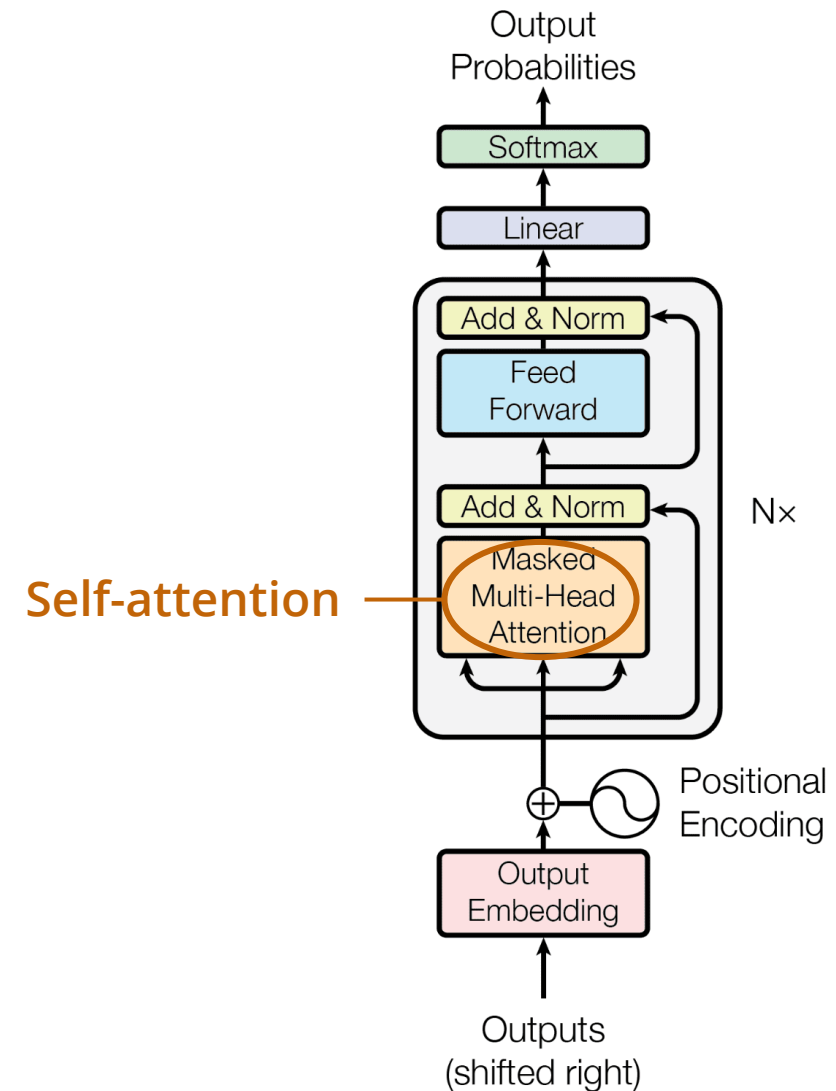 Output
Probabilities
Softmax
Linear
Add & Norm
Feed
Forward
Add & Norm
N×
Masked
Multi-Head
Attention
Self-attention
Positional
Encoding
Output
Embedding
Outputs
(shifted right)